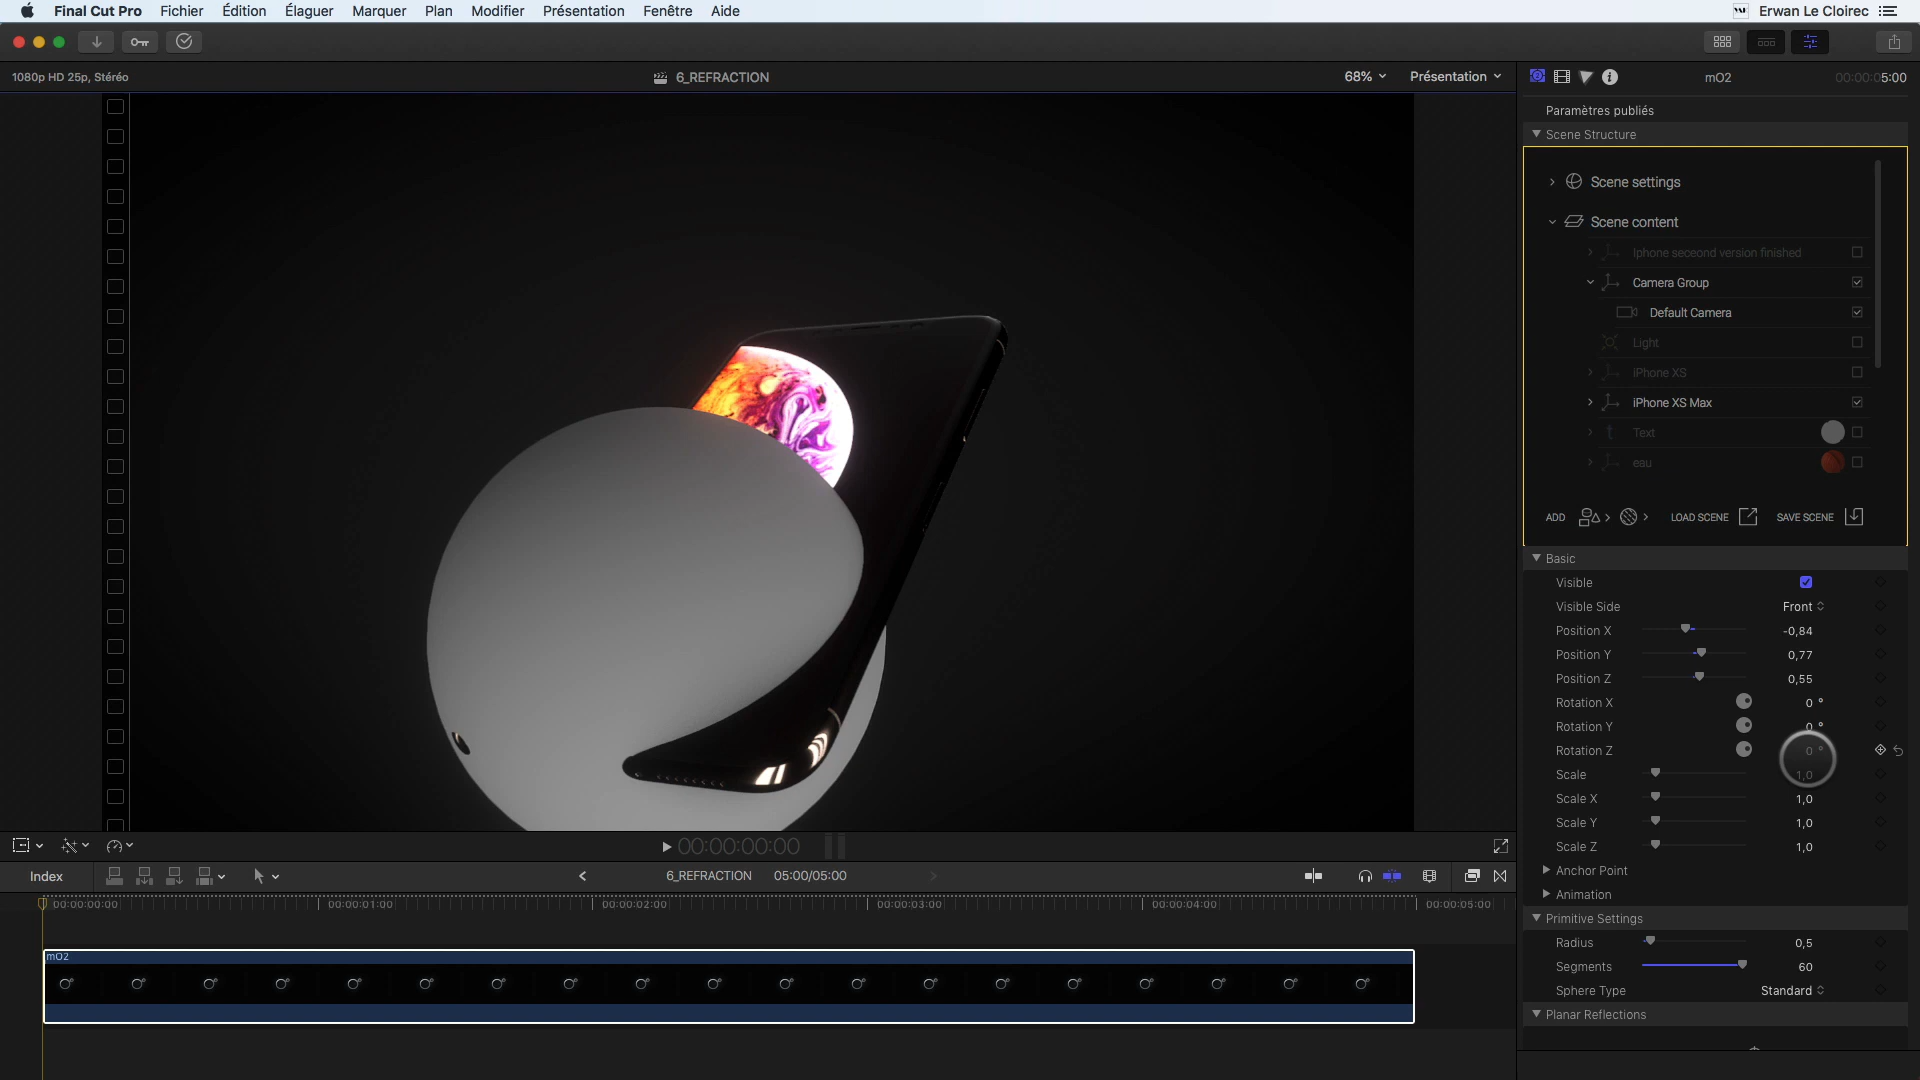 Final Cut Pro Fichier Édition Élaguer Marquer Plan Modifier Présentation Fenêtre Aide Erwan Le Cloirec
1080p HD 25p, Stéréo 6_REFRACTION 68% Présentation mO2 00:00:05:00
Paramètres publiés
Scene Structure
Scene settings
Scene content
Iphone seceond version finished
Camera Group
Default Camera
Light
iPhone XS
iPhone XS Max
Text
eau
ADD LOAD SCENE SAVE SCENE
Basic
Visible
Visible Side Front
Position X -0,84
Position Y 0,77
Position Z 0,55
Rotation X 0 °
Rotation Y 0 °
Rotation Z 0 °
Scale 1,0
Scale X 1,0
Scale Y 1,0
Scale Z 1,0
Anchor Point
Animation
Primitive Settings
Radius 0,5
Segments 60
Sphere Type Standard
Planar Reflections
00:00:00:00
Index 6_REFRACTION 05:00/05:00
00:00:00:00 00:00:01:00 00:00:02:00 00:00:03:00 00:00:04:00 00:00:05:00
mO2